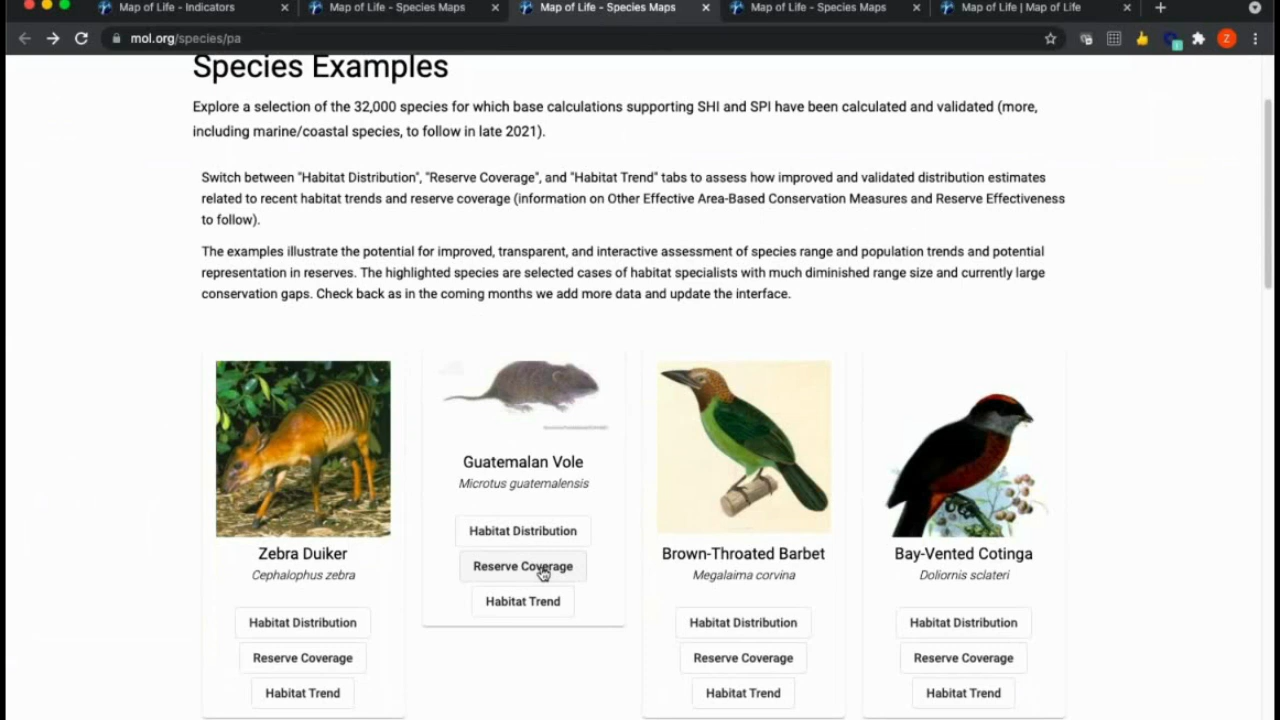 Map of Life - Indicators
Map of Life - Species Maps
Map of Life - Species Maps
Map of Life - Species Maps
Map of Life | Map of Life
mol.org/species/pa
Z
1
Species Examples
Explore a selection of the 32,000 species for which base calculations supporting SHI and SPI have been calculated and validated (more,
including marine/coastal species, to follow in late 2021).
Switch between "Habitat Distribution", "Reserve Coverage", and "Habitat Trend" tabs to assess how improved and validated distribution estimates
related to recent habitat trends and reserve coverage (information on Other Effective Area-Based Conservation Measures and Reserve Effectiveness
to follow).
The examples illustrate the potential for improved, transparent, and interactive assessment of species range and population trends and potential
representation in reserves. The highlighted species are selected cases of habitat specialists with much diminished range size and currently large
conservation gaps. Check back as in the coming months we add more data and update the interface.
Zebra Duiker
Cephalophus zebra
Habitat Distribution
Reserve Coverage
Habitat Trend
Guatemalan Vole
Microtus guatemalensis
Habitat Distribution
Reserve Coverage
Habitat Trend
Brown-Throated Barbet
Megalaima corvina
Habitat Distribution
Reserve Coverage
Habitat Trend
Bay-Vented Cotinga
Doliornis sclateri
Habitat Distribution
Reserve Coverage
Habitat Trend